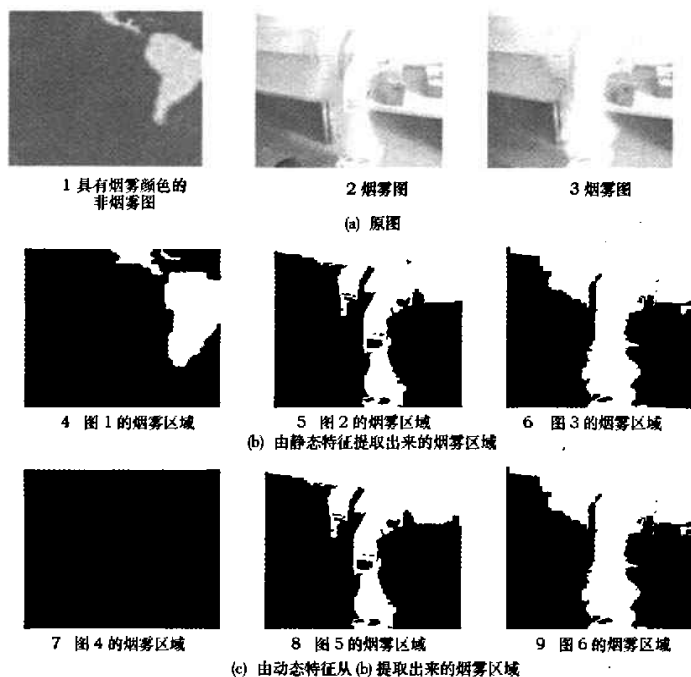 1 具有烟雾颜色的
非烟雾图
2 烟雾图
3 烟雾图
(a) 原图
4 图1的烟雾区域
5 图2的烟雾区域
6 图3的烟雾区域
(b) 由静态特征提取出来的烟雾区域
7 图4的烟雾区域
8 图5的烟雾区域
9 图6的烟雾区域
(c) 由动态特征从(b)提取出来的烟雾区域